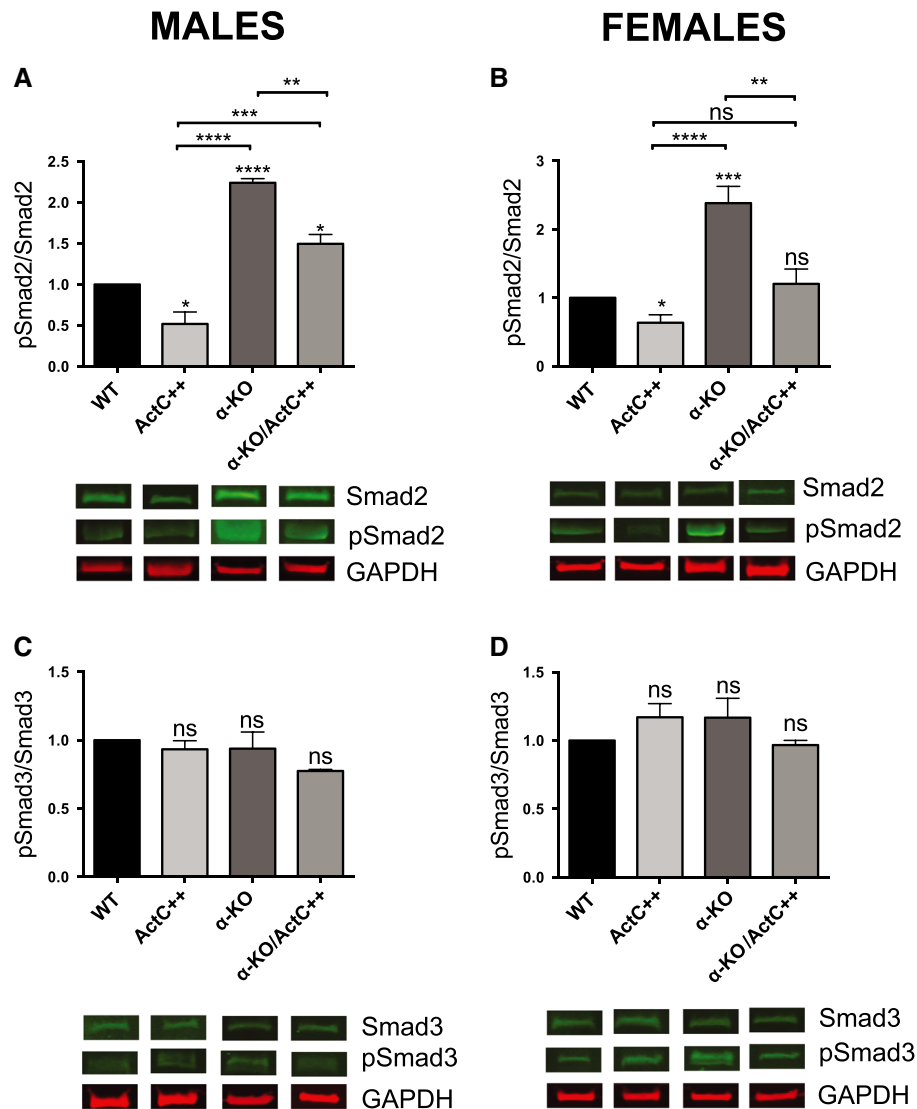 MALES
FEMALES
A
**
***
****
pSmad2/Smad2
2.5
2.0
1.5
1.0
0.5
0.0
*
****
*
WT
ActC++
α-KO
α-KO/ActC++
Smad2
pSmad2
GAPDH
B
**
ns
****
pSmad2/Smad2
3
2
1
0
*
***
ns
WT
ActC++
α-KO
α-KO/ActC++
Smad2
pSmad2
GAPDH
C
pSmad3/Smad3
1.5
1.0
0.5
0.0
ns
ns
ns
WT
ActC++
α-KO
α-KO/ActC++
Smad3
pSmad3
GAPDH
D
pSmad3/Smad3
1.5
1.0
0.5
0.0
ns
ns
ns
WT
ActC++
α-KO
α-KO /ActC++
Smad3
pSmad3
GAPDH